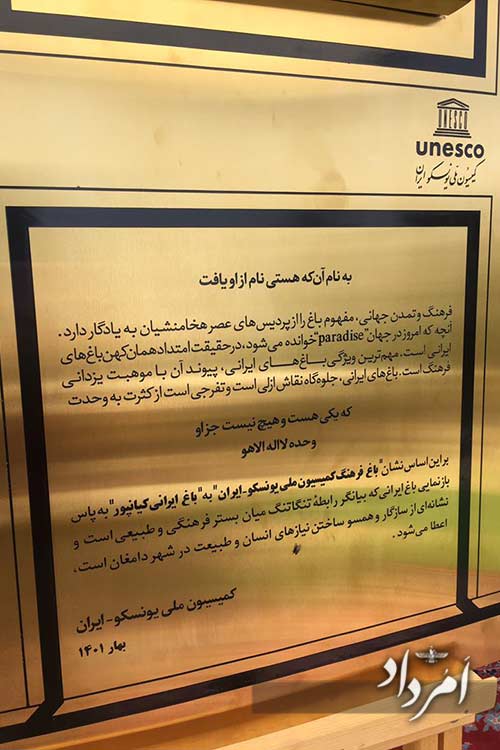 unesco
کمیسیون ملی یونسکو ایران
به نام آن که هستی نام از او یافت
فرهنگ و تمدن جهانی، مفهوم باغ را از پردیس های عصر هخامنشیان به یادگار دارد.
آنچه که امروز در جهان "paradise" خوانده می شود، در حقیقت امتداد همان کهن باغ های
ایرانی است. مهم ترین ویژگی باغ های ایرانی، پیوند آن با موهبت یزدانی
فرهنگ است. باغ های ایرانی، جلوه گاه نقاش ازلی است و تفرجی است از کثرت به وحدت
که یکی هست و هیچ نیست جز او
وحده لا اله الا هو
بر این اساس نشان "باغ فرهنگ کمیسیون ملی یونسکو-ایران" به "باغ ایرانی کیانپور" به پاس
بازنمایی باغ ایرانی که بیانگر رابطهٔ تنگاتنگ میان بستر فرهنگی و طبیعی است و
نشانه ای از سازگار و همسو ساختن نیازهای انسان و طبیعت در شهر دامغان است،
اعطا می شود.
کمیسیون ملی یونسکو-ایران
بهار ۱۴۰۱
اَمُرداد